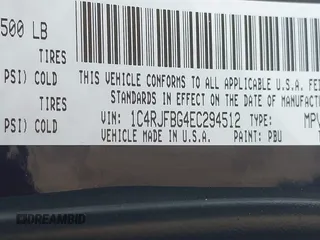 500 LB
TIRES
PSI) COLD THIS VEHICLE CONFORMS TO ALL APPLICABLE U.S.A. FE
TIRES STANDARDS IN EFFECT ON THE DATE OF MANUFACT
PSI) COLD VIN: 1C4RJFBG4EC294512 TYPE: MPV
VEHICLE MADE IN U.S.A. PAINT: PBU
DREAMBID